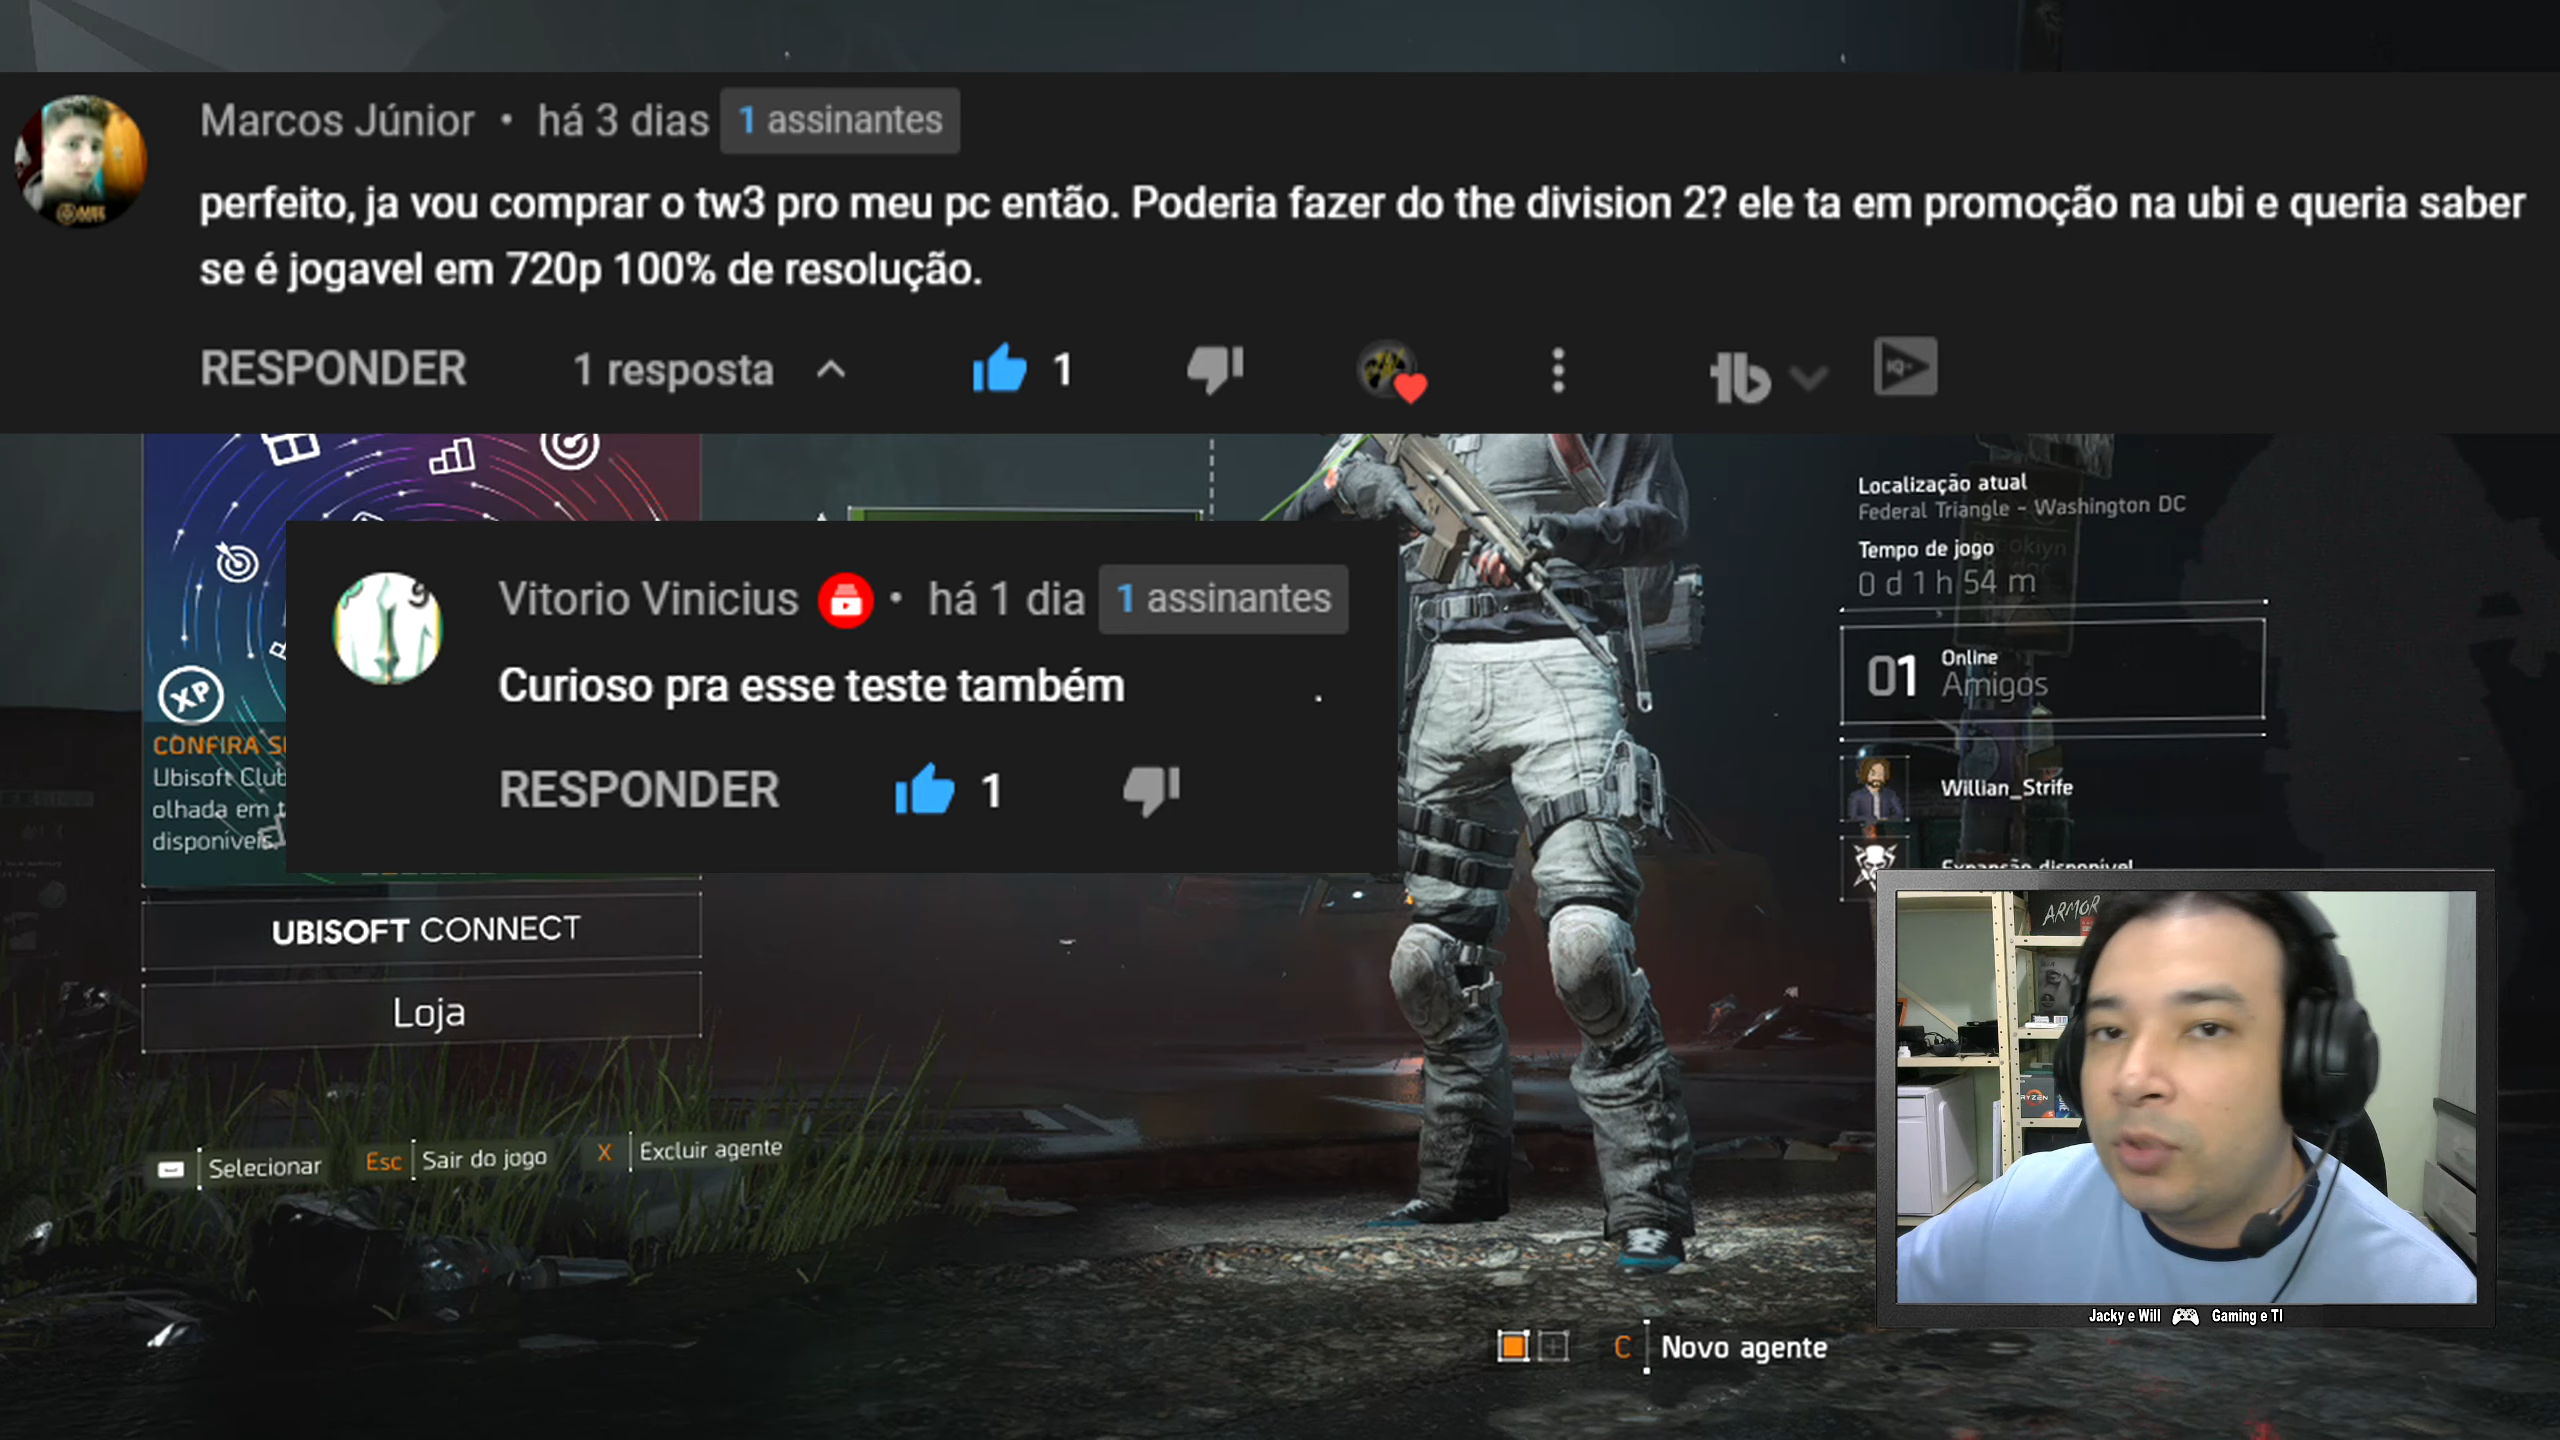 Marcos Júnior • há 3 dias 1 assinantes
perfeito, ja vou comprar o tw3 pro meu pc então. Poderia fazer do the division 2? ele ta em promoção na ubi e queria saber
se é jogavel em 720p 100% de resolução.
RESPONDER 1 resposta 1
Localização atual
Federal Triangle - Washington DC
Tempo de jogo
0 d 1 h 54 m
Vitorio Vinicius • há 1 dia 1 assinantes
Curioso pra esse teste também .
RESPONDER 1
01 Online
Amigos
Willian_Strife
Expansão disponível
XP
CONFIRA
Ubisoft Club
olhada em
disponíveis.
UBISOFT CONNECT
Loja
Selecionar Esc Sair do jogo X Excluir agente
C Novo agente
ARMOR
RYZEN
Jacky e Will Gaming e TI